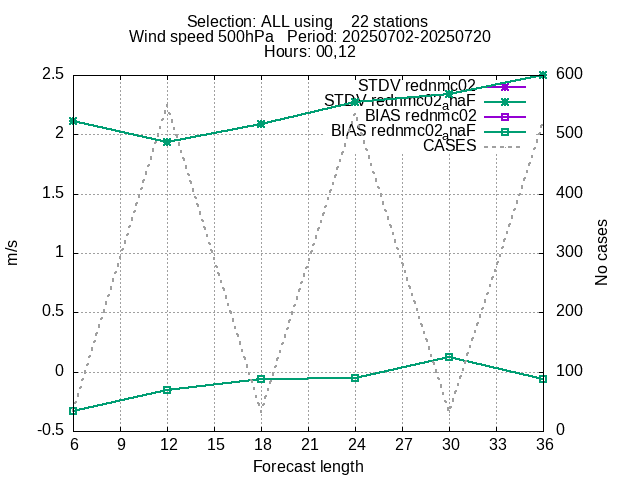 Selection: ALL using    22 stations
Wind speed 500hPa   Period: 20250702-20250720
Hours: 00,12
2.5
2
1.5
1
0.5
0
-0.5
600
500
400
300
200
100
0
STDV rednmc02
STDV rednmc02anaF
BIAS rednmc02
BIAS rednmc02anaF
CASES
m/s
No cases
6 9 12 15 18 21 24 27 30 33 36
Forecast length